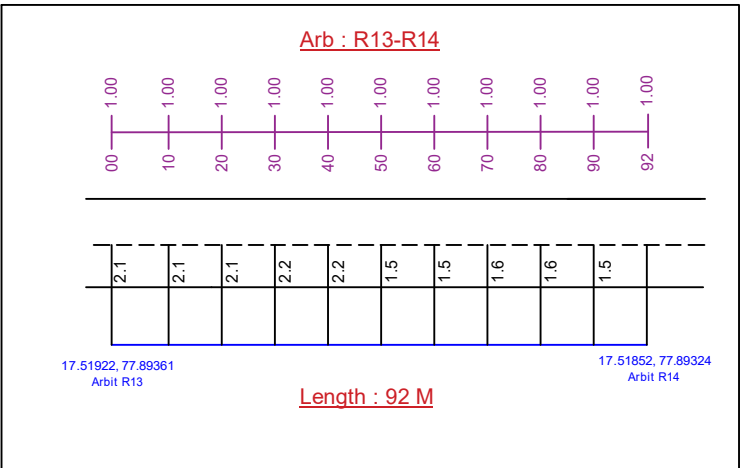 Arb : R13-R14
1.00 1.00 1.00 1.00 1.00 1.00 1.00 1.00 1.00 1.00 1.00
00 10 20 30 40 50 60 70 80 90 92
2.1 2.1 2.1 2.2 2.2 1.5 1.5 1.6 1.6 1.5
17.51922, 77.89361
Arbit R13
17.51852, 77.89324
Arbit R14
Length : 92 M